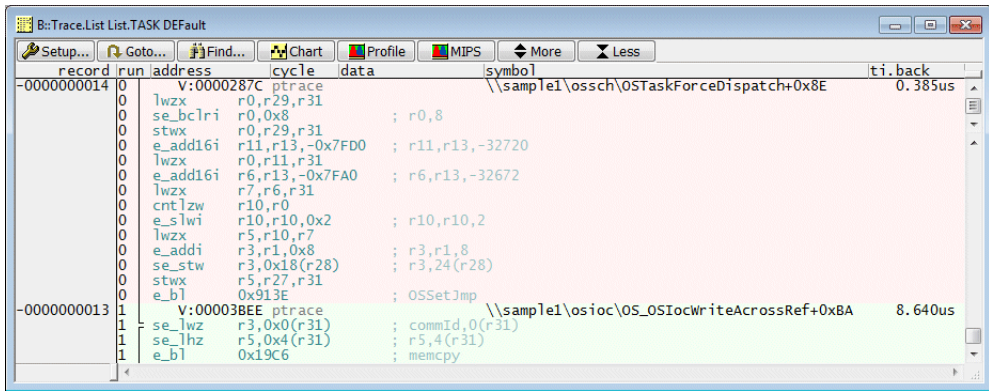 B::Trace.List List.TASK DEFault
Setup... Goto... Find... Chart Profile MIPS More Less
record run address cycle data symbol ti.back
-0000000014 0 V:0000287C ptrace \\sample1\ossch\OSTaskForceDispatch+0x8E 0.385us
0 lwzx r0,r29,r31
0 se_bclri r0,0x8 ; r0,8
0 stwx r0,r29,r31
0 e_add16i r11,r13,-0x7FD0 ; r11,r13,-32720
0 lwzx r0,r11,r31
0 e_add16i r6,r13,-0x7FA0 ; r6,r13,-32672
0 lwzx r7,r6,r31
0 cntlzw r10,r0
0 e_slwi r10,r10,0x2 ; r10,r10,2
0 lwzx r5,r10,r7
0 e_addi r3,r1,0x8 ; r3,r1,8
0 se_stw r3,0x18(r28) ; r3,24(r28)
0 stwx r5,r27,r31
0 e_bl 0x913E ; OSSetJmp
-0000000013 1 V:00003BEE ptrace \\sample1\osioc\OS_OSIocWriteAcrossRef+0xBA 8.640us
1 se_lwz r3,0x0(r31) ; commId,0(r31)
1 se_lhz r5,0x4(r31) ; r5,4(r31)
1 e_bl 0x19C6 ; memcpy